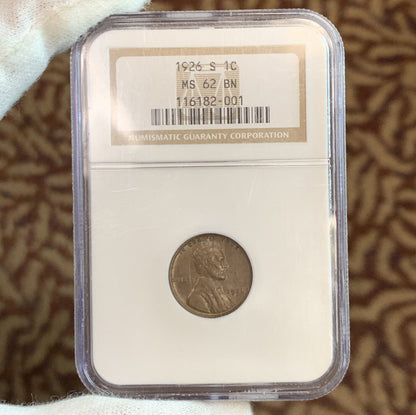 1926 S 1C
MS 62 BN
116182-001
NUMISMATIC GUARANTY CORPORATION